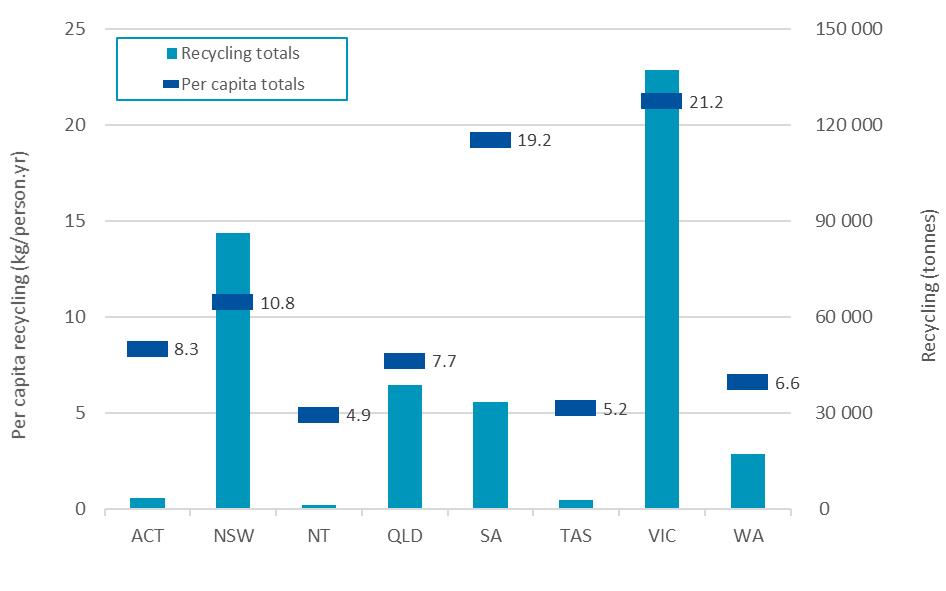 25
150 000
Recycling totals
Per capita totals
20
120 000
15
90 000
10
60 000
5
30 000
0
0
Per capita recycling (kg/person.yr)
Recycling (tonnes)
8.3
10.8
4.9
7.7
19.2
5.2
21.2
6.6
ACT
NSW
NT
QLD
SA
TAS
VIC
WA